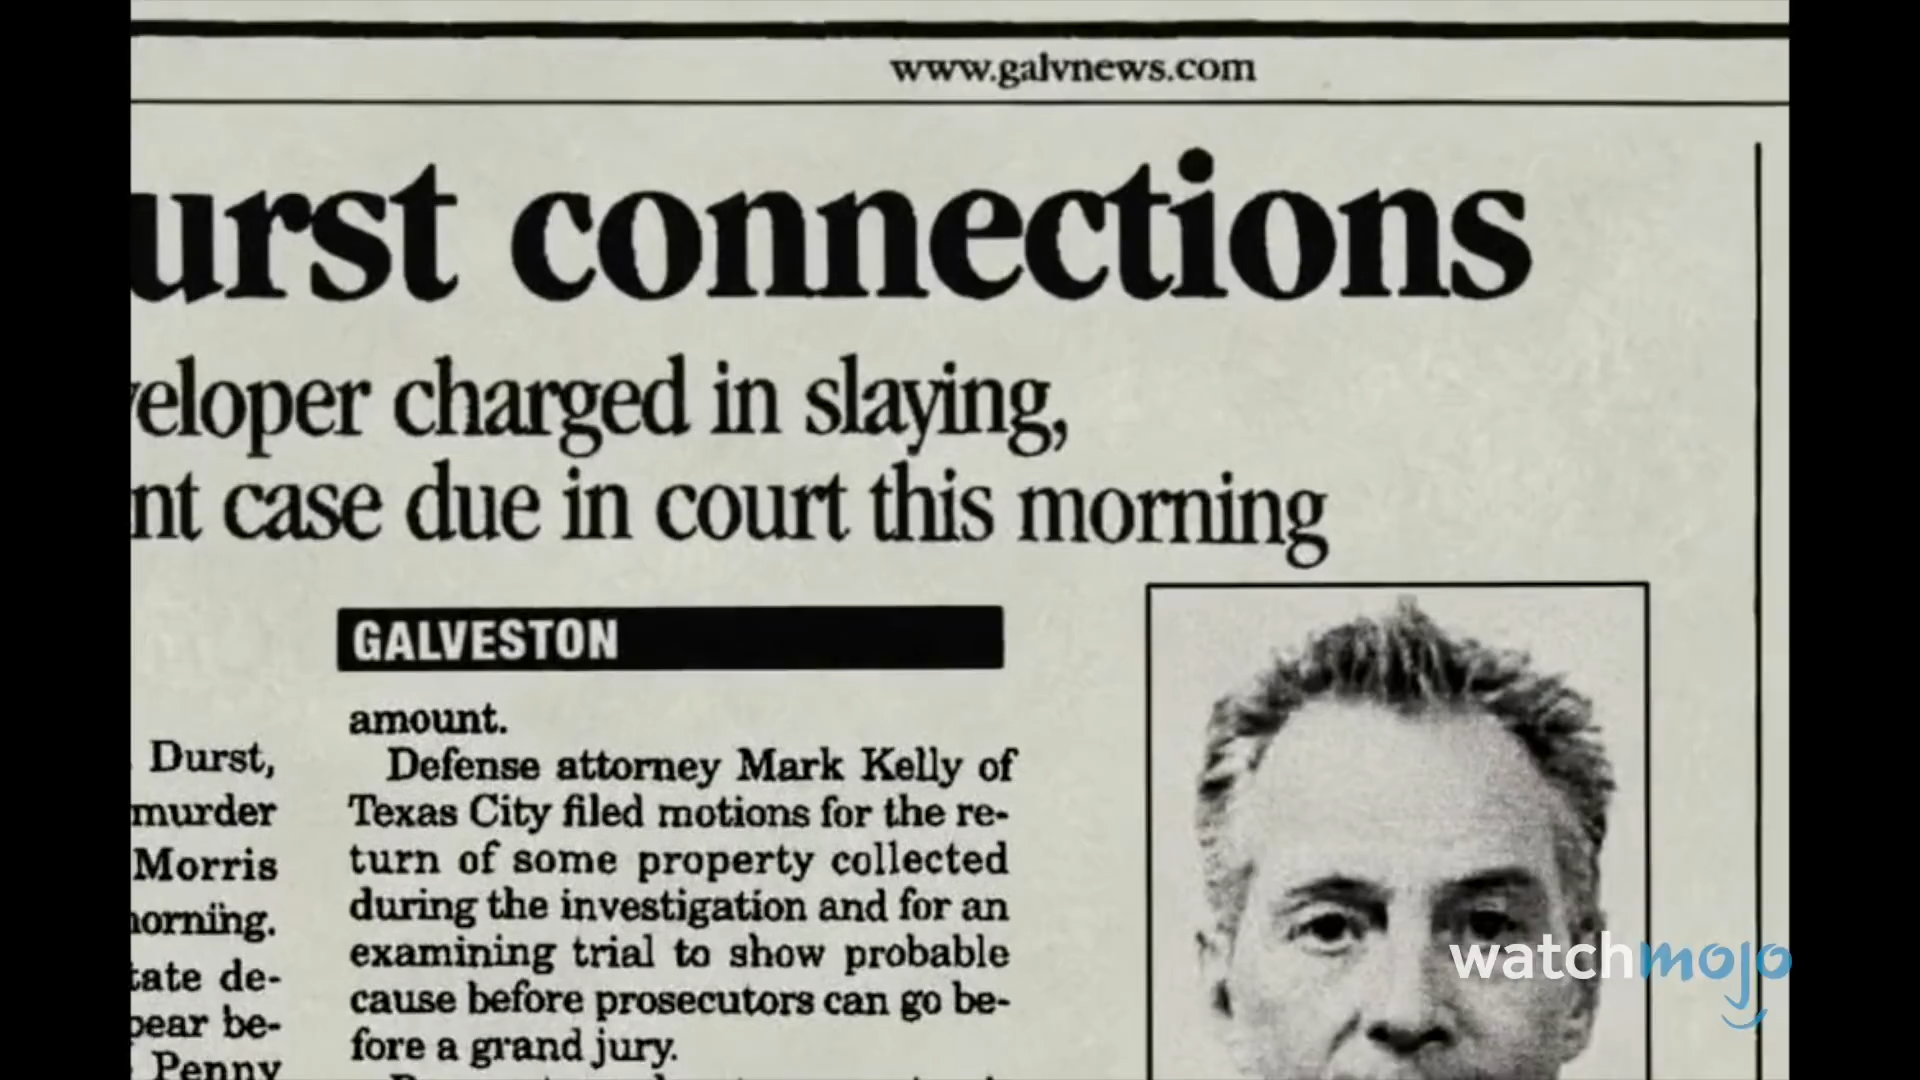 www.galvnews.com
urst connections
veloper charged in slaying,
nt case due in court this morning
GALVESTON
Durst,
murder
Morris
orning.
tate de-
pear be-
Penny
amount.
Defense attorney Mark Kelly of
Texas City filed motions for the re-
turn of some property collected
during the investigation and for an
examining trial to show probable
cause before prosecutors can go be-
fore a grand jury.
watchmojo